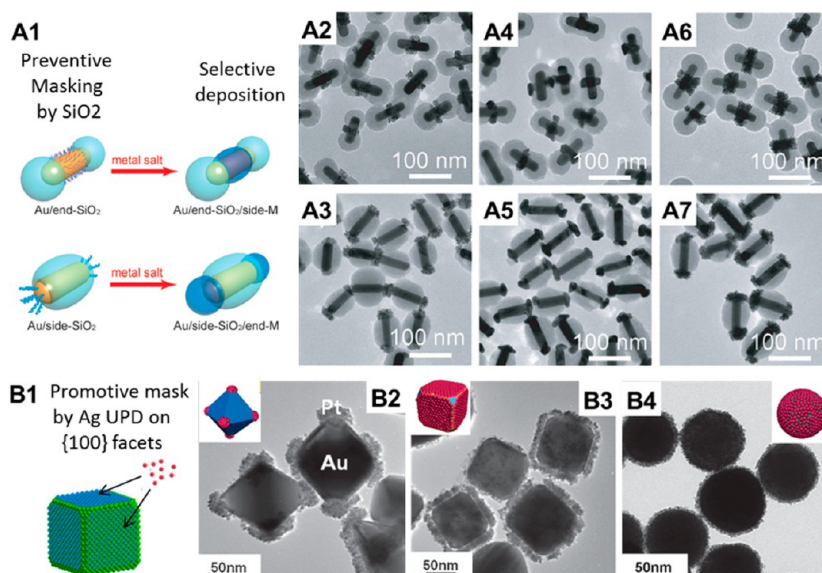 A1
Preventive
Masking
by SiO2
Selective
deposition
metal salt
Au/end-SiO₂
Au/end-SiO₂/side-M
metal salt
Au/side-SiO₂
Au/side-SiO₂/end-M
A2
100 nm
A4
100 nm
A6
100 nm
A3
100 nm
A5
100 nm
A7
100 nm
B1
Promotive mask
by Ag UPD on
{100} facets
B2
Pt
Au
50nm
B3
50nm
B4
50nm